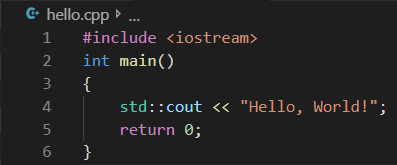 hello.cpp > ...
1 #include <iostream>
2 int main()
3 {
4     std::cout << "Hello, World!";
5     return 0;
6 }